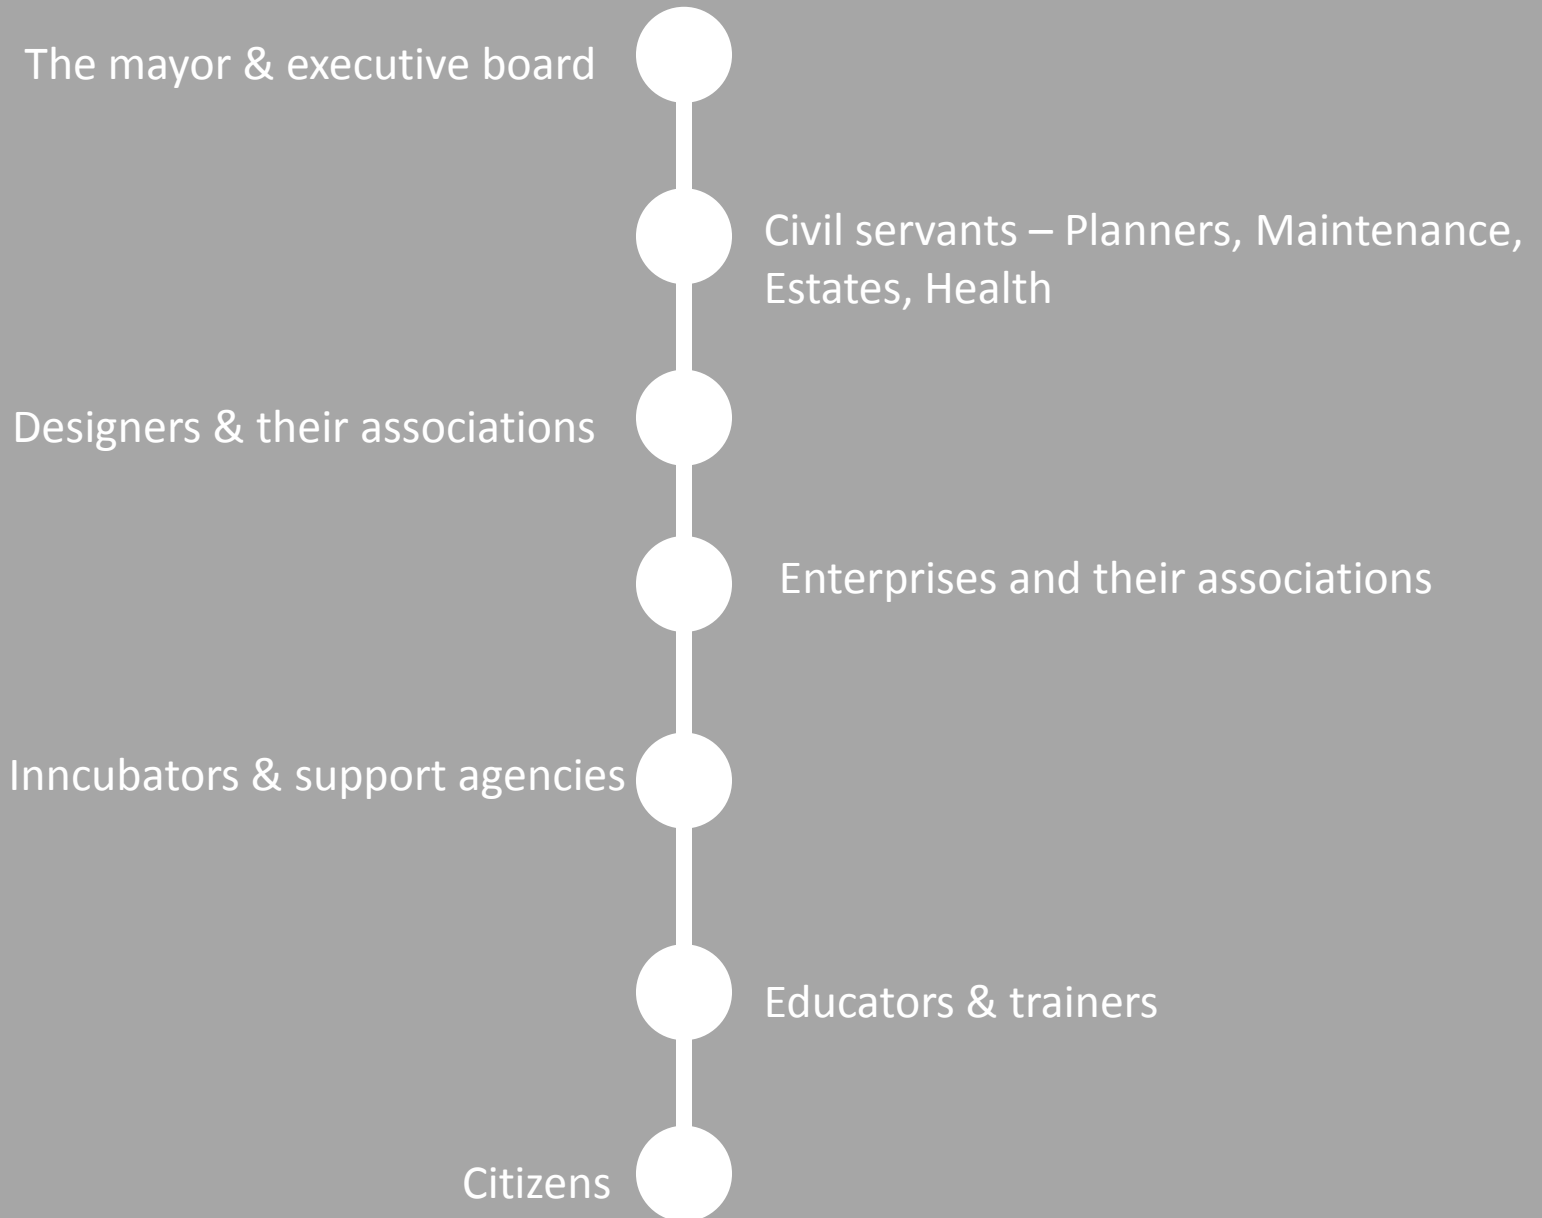 The mayor & executive board
Civil servants – Planners, Maintenance,
Estates, Health
Designers & their associations
Enterprises and their associations
Inncubators & support agencies
Educators & trainers
Citizens